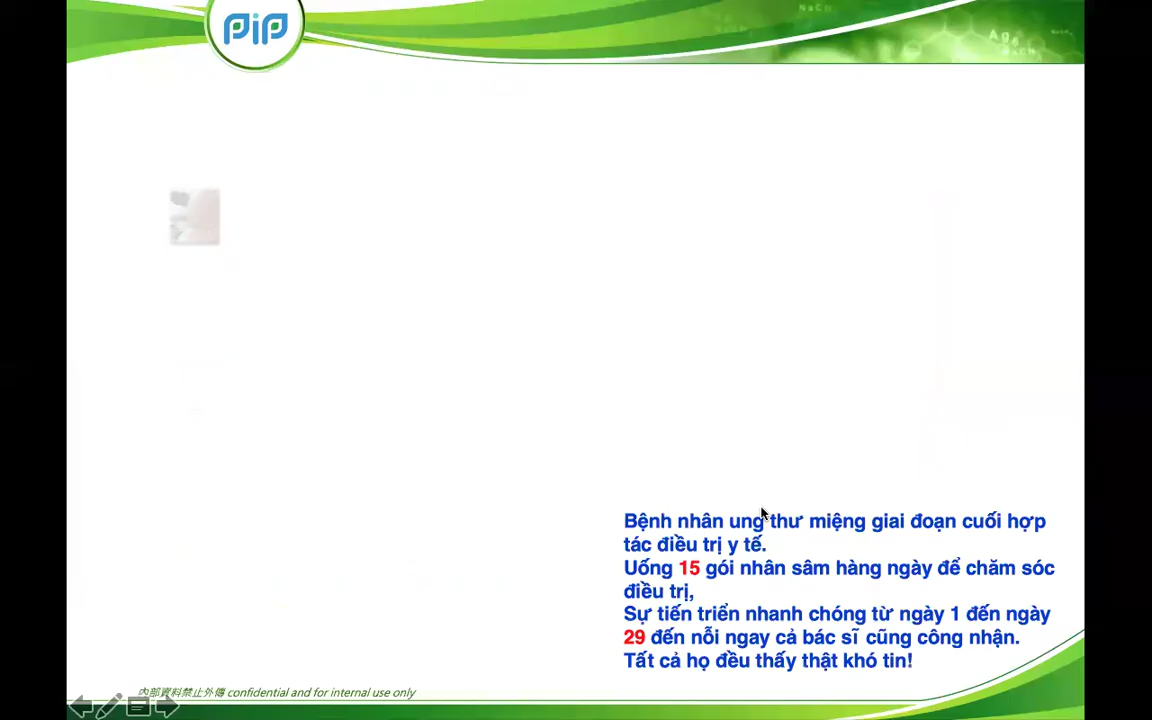 pip
NaCl
Ag
Bệnh nhân ung thư miệng giai đoạn cuối hợp
tác điều trị y tế.
Uống 15 gói nhân sâm hàng ngày để chăm sóc
điều trị,
Sự tiến triển nhanh chóng từ ngày 1 đến ngày
29 đến nỗi ngay cả bác sĩ cũng công nhận.
Tất cả họ đều thấy thật khó tin!
內部資料禁止外傳 confidential and for internal use only